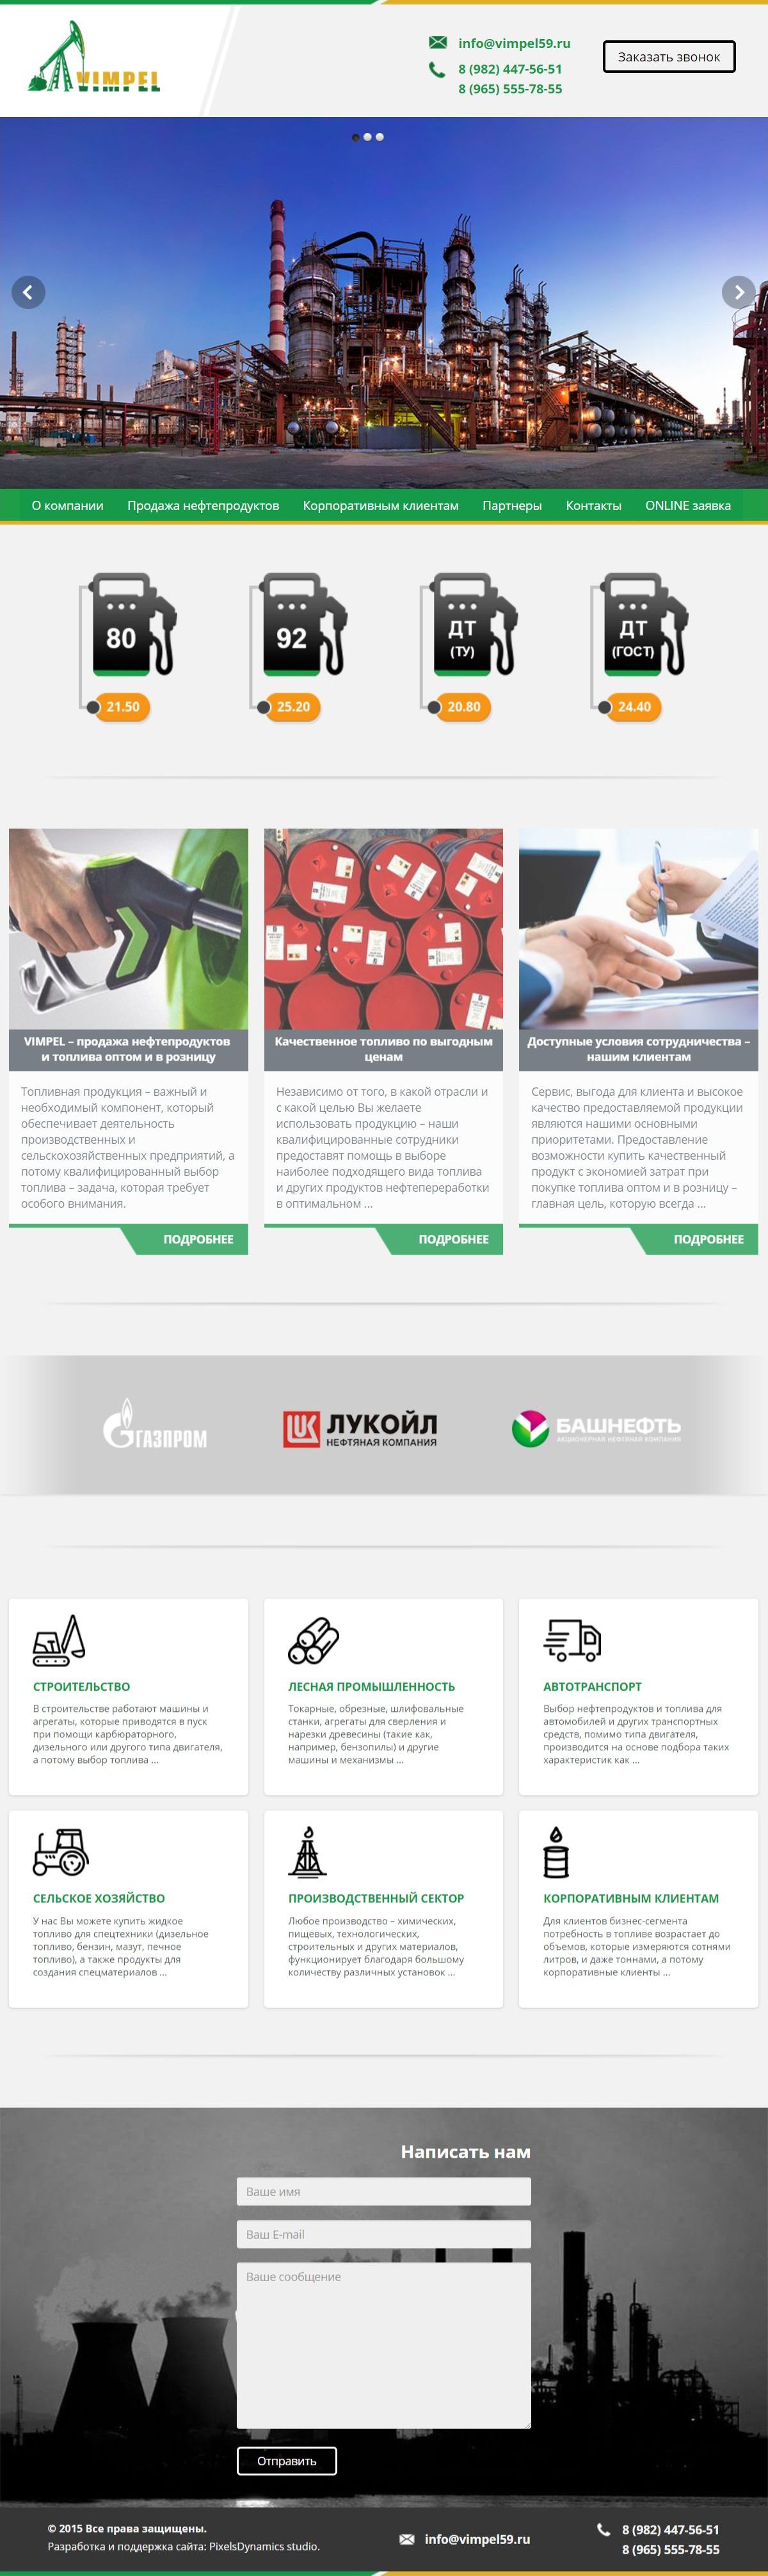 VIMPEL
info@vimpel59.ru
8 (982) 447-56-51
8 (965) 555-78-55
Заказать звонок
О компании Продажа нефтепродуктов Корпоративным клиентам Партнеры Контакты ONLINE заявка
80
92
ДТ
(ТУ)
ДТ
(ГОСТ)
21.50
25.20
20.80
24.40
VIMPEL – продажа нефтепродуктов
и топлива оптом и в розницу
Топливная продукция – важный и
необходимый компонент, который
обеспечивает деятельность
производственных и
сельскохозяйственных предприятий, а
потому квалифицированный выбор
топлива – задача, которая требует
особого внимания.
ПОДРОБНЕЕ
Качественное топливо по выгодным
ценам
Независимо от того, в какой отрасли и
с какой целью Вы желаете
использовать продукцию – наши
квалифицированные сотрудники
предоставят помощь в выборе
наиболее подходящего вида топлива
и других продуктов нефтепереработки
в оптимальном ...
ПОДРОБНЕЕ
Доступные условия сотрудничества –
нашим клиентам
Сервис, выгода для клиента и высокое
качество предоставляемой продукции
являются нашими основными
приоритетами. Предоставление
возможности купить качественный
продукт с экономией затрат при
покупке топлива оптом и в розницу –
главная цель, которую всегда ...
ПОДРОБНЕЕ
ГАЗПРОМ
ЛУКОЙЛ
НЕФТЯНАЯ КОМПАНИЯ
БАШНЕФТЬ
АКЦИОНЕРНАЯ НЕФТЯНАЯ КОМПАНИЯ
СТРОИТЕЛЬСТВО
В строительстве работают машины и
агрегаты, которые приводятся в пуск
при помощи карбюраторного,
дизельного или другого типа двигателя,
а потому выбор топлива ...
ЛЕСНАЯ ПРОМЫШЛЕННОСТЬ
Токарные, обрезные, шлифовальные
станки, агрегаты для сверления и
нарезки древесины (такие как,
например, бензопилы) и другие
машины и механизмы ...
АВТОТРАНСПОРТ
Выбор нефтепродуктов и топлива для
автомобилей и других транспортных
средств, помимо типа двигателя,
производится на основе подбора таких
характеристик как ...
СЕЛЬСКОЕ ХОЗЯЙСТВО
У нас Вы можете купить жидкое
топливо для спецтехники (дизельное
топливо, бензин, мазут, печное
топливо), а также продукты для
создания спецматериалов ...
ПРОИЗВОДСТВЕННЫЙ СЕКТОР
Любое производство – химических,
пищевых, технологических,
строительных и других материалов,
функционирует благодаря большому
количеству различных установок ...
КОРПОРАТИВНЫМ КЛИЕНТАМ
Для клиентов бизнес-сегмента
потребность в топливе возрастает до
объемов, которые измеряются сотнями
литров, и даже тоннами, а потому
корпоративные клиенты ...
Написать нам
Ваше имя
Ваш E-mail
Ваше сообщение
Отправить
© 2015 Все права защищены.
Разработка и поддержка сайта: PixelsDynamics studio.
info@vimpel59.ru
8 (982) 447-56-51
8 (965) 555-78-55